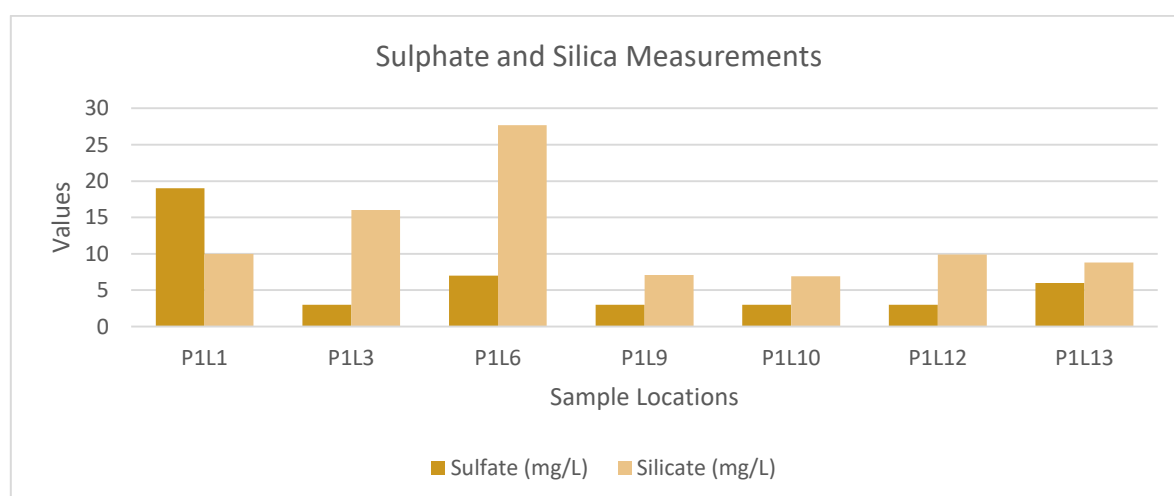 Sulphate and Silica Measurements
30
25
20
15
10
5
0
Values
P1L1 P1L3 P1L6 P1L9 P1L10 P1L12 P1L13
Sample Locations
Sulfate (mg/L) Silicate (mg/L)